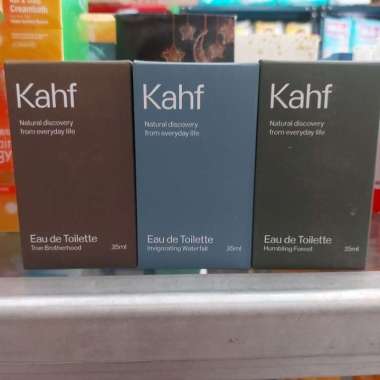 Creambath
Kahf
Natural discovery
from everyday life
Eau de Toilette
True Brotherhood 35ml
Kahf
Natural discovery
from everyday life
Eau de Toilette
Invigorating Waterfall 35ml
Kahf
Natural discovery
from everyday life
Eau de Toilette
Humbling Forest 35ml